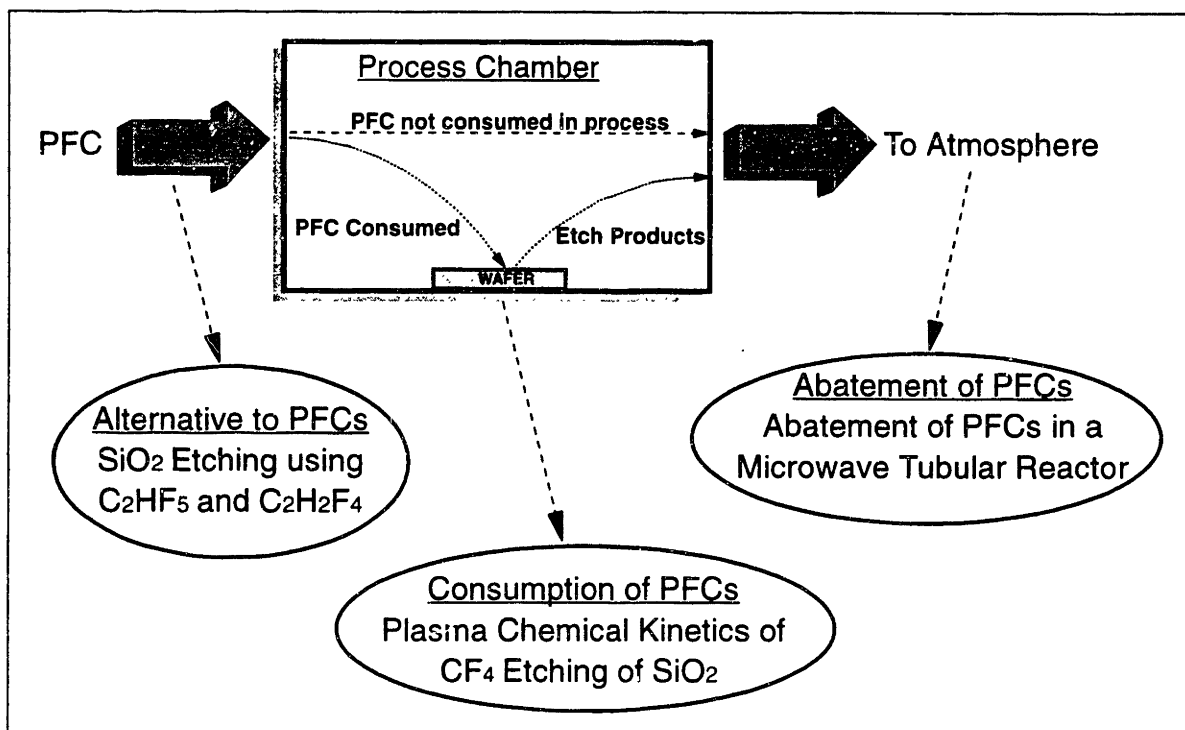 Process Chamber
PFC
PFC not consumed in process
To Atmosphere
PFC Consumed
Etch Products
WAFER
Alternative to PFCs
SiO2 Etching using
C2HF5 and C2H2F4
Abatement of PFCs
Abatement of PFCs in a
Microwave Tubular Reactor
Consumption of PFCs
Plasma Chemical Kinetics of
CF4 Etching of SiO2